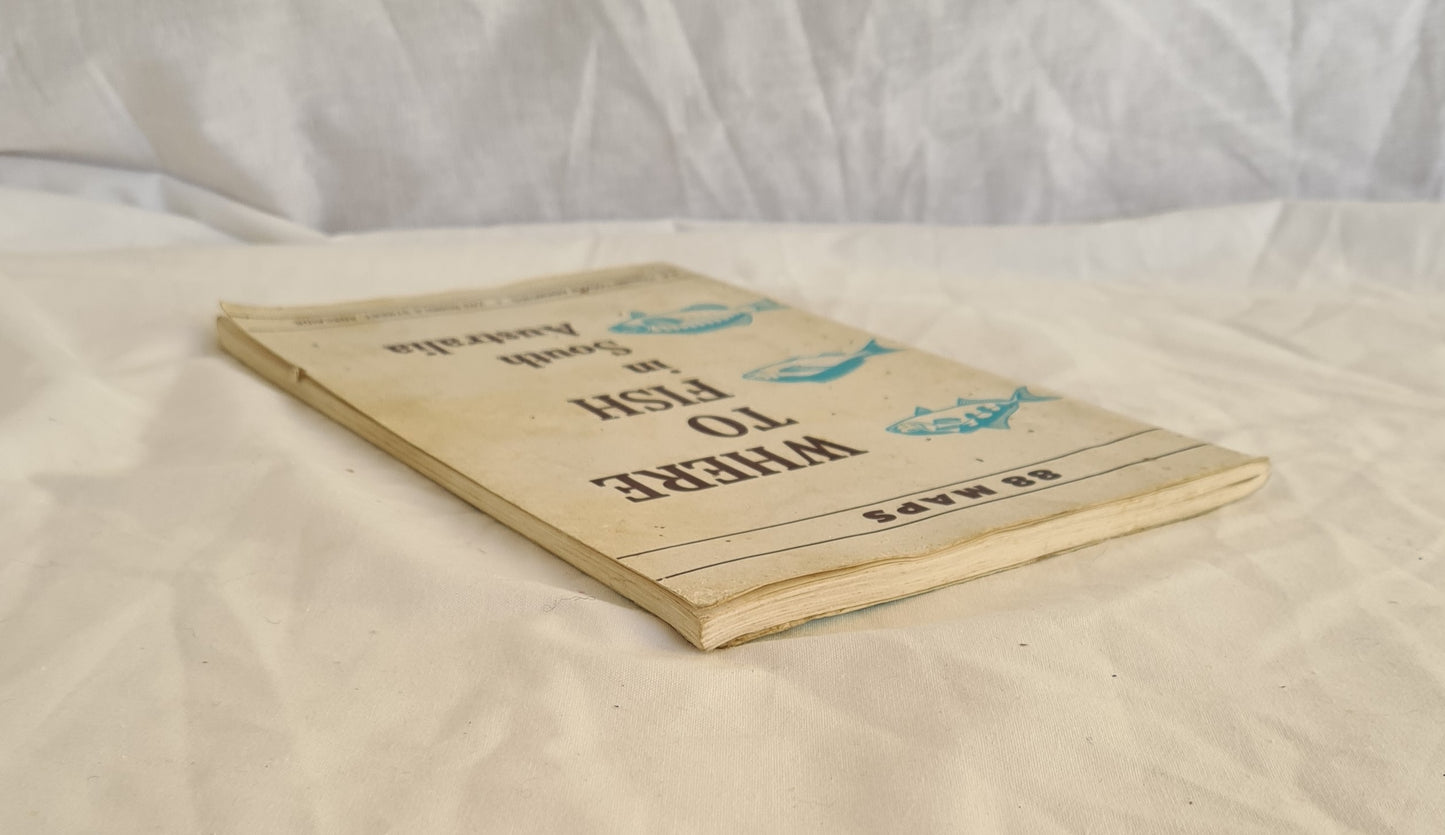 88 MAPS
WHERE
TO
FISH
in
South
Australia